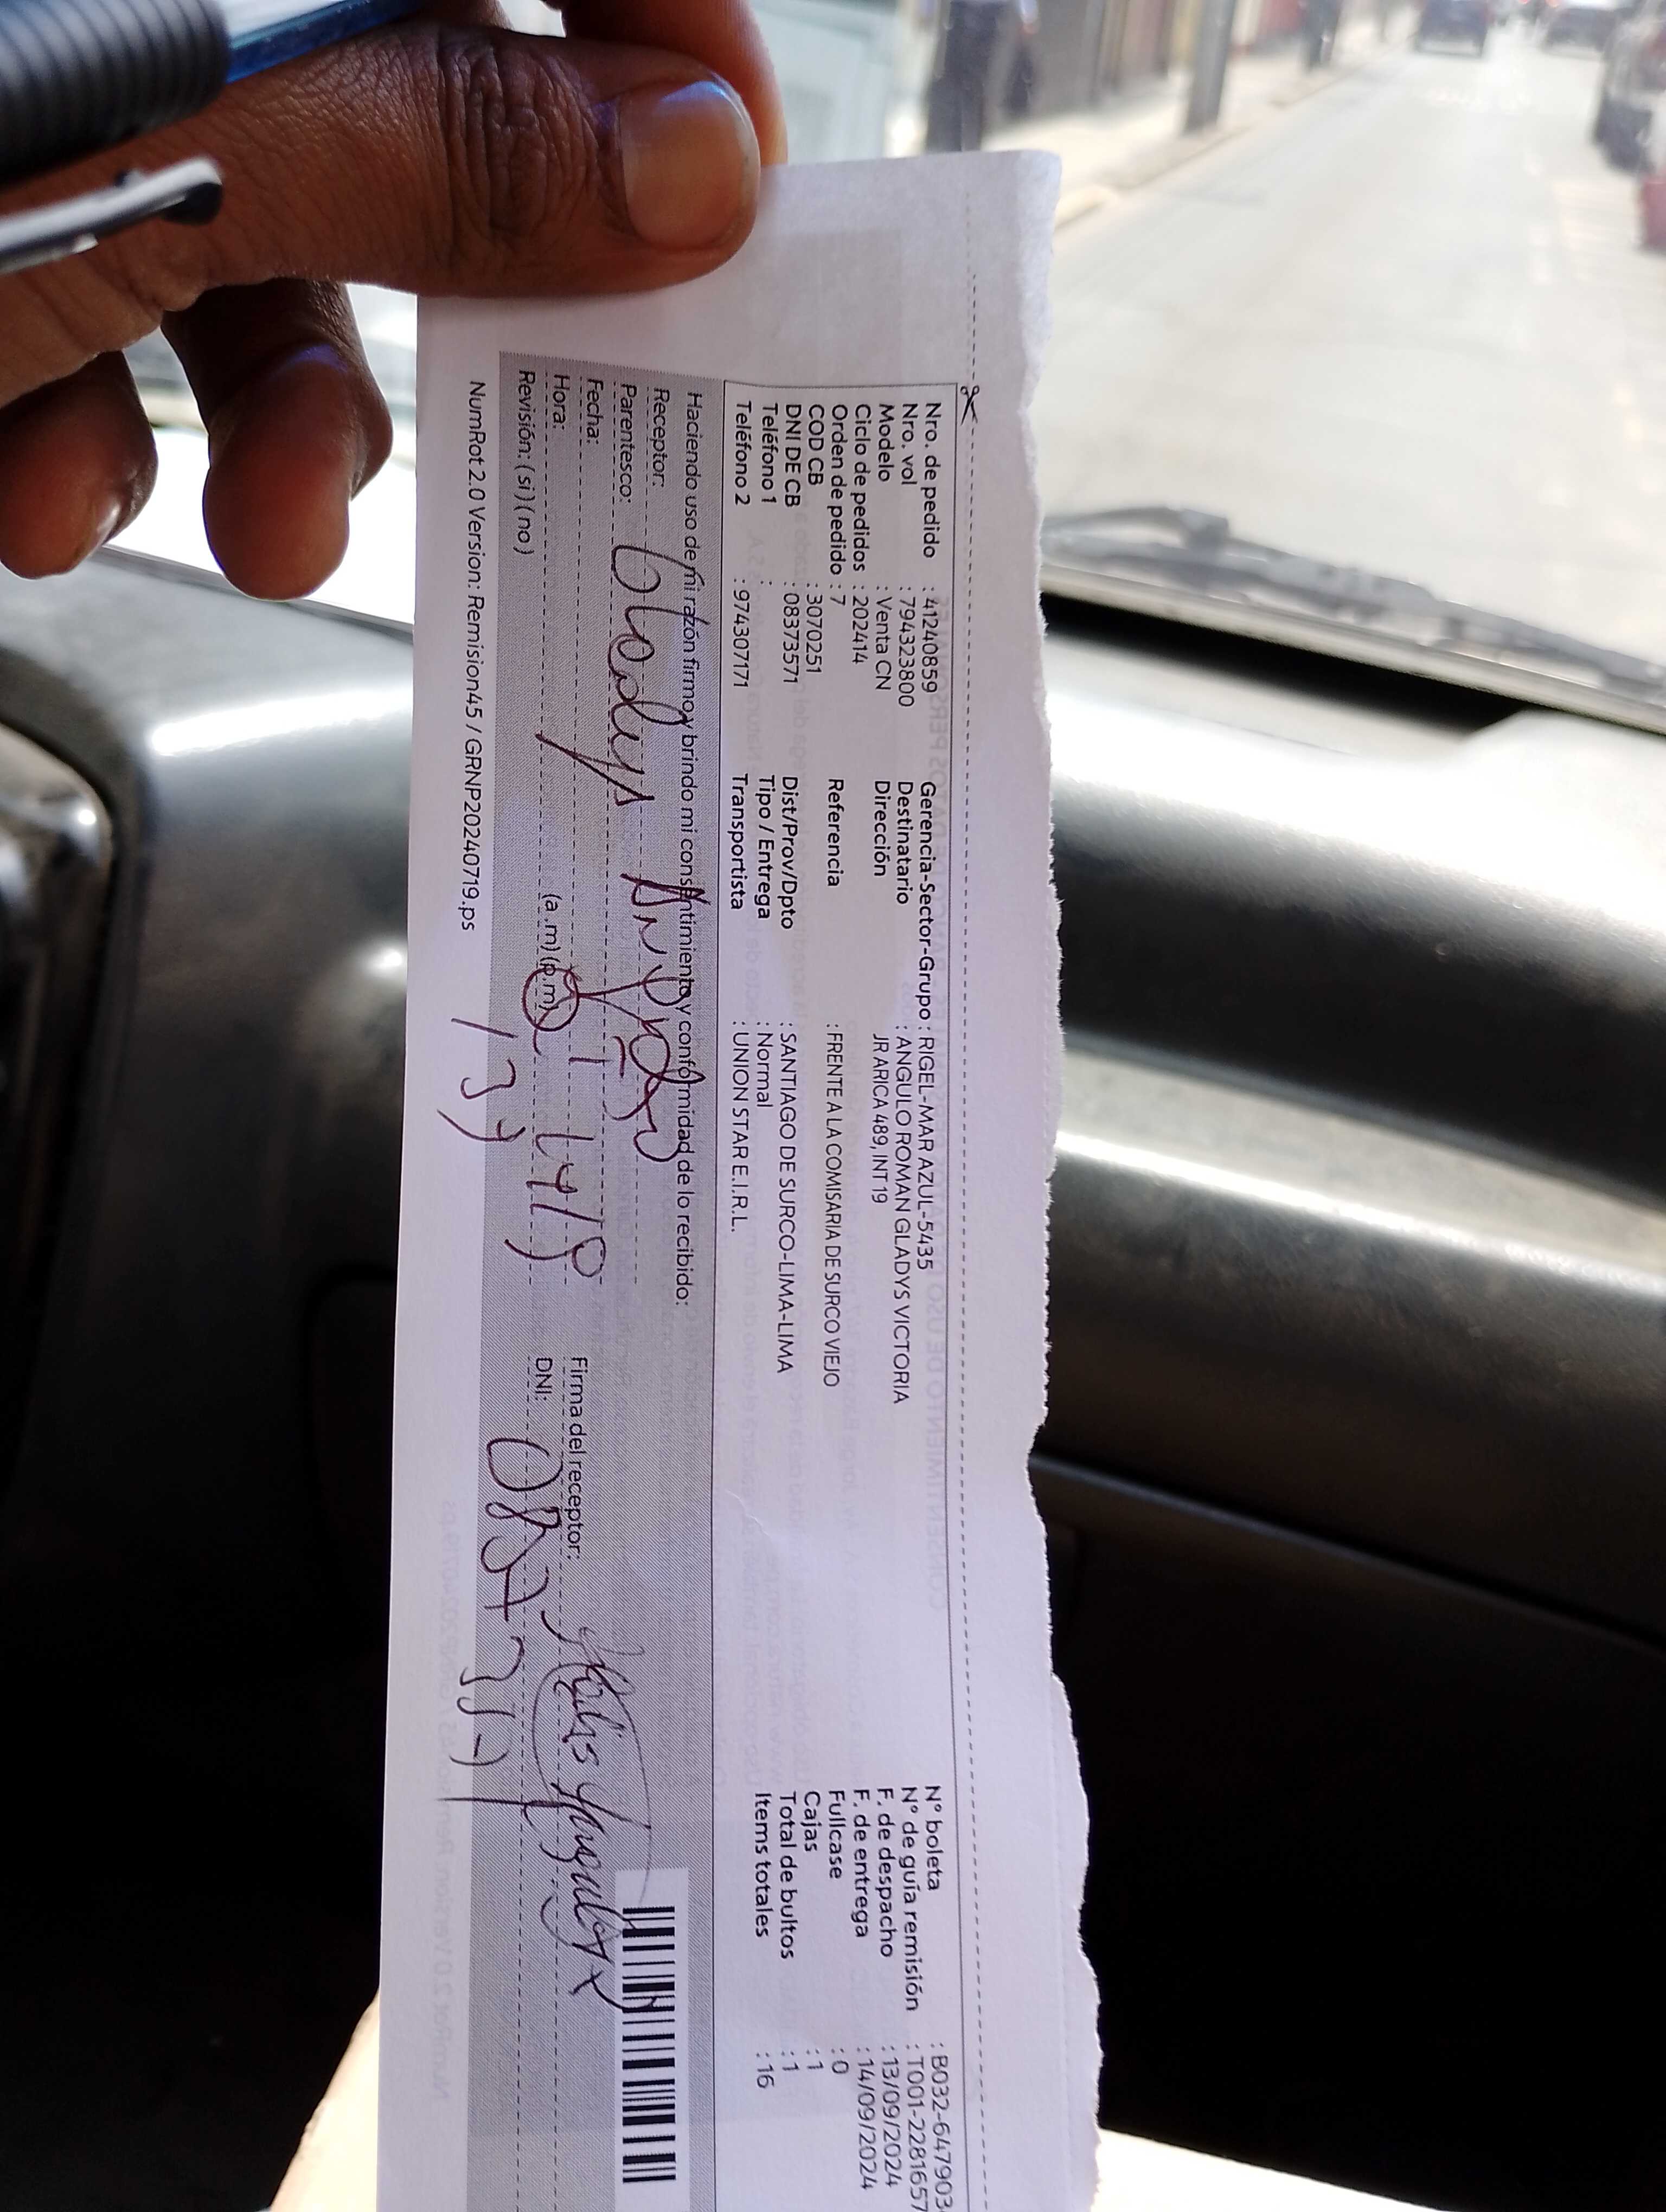 Nro. de pedido : 41240859
Nro. vol : 794323800
Modelo : Venta CN
Ciclo de pedidos : 202414
Orden de pedido : 7
COD CB : 3070251
DNI DE CB : 08373571
Teléfono 1 :
Teléfono 2 : 974307171
Gerencia-Sector-Grupo : RIGEL-MAR AZUL-5435
Destinatario : ANGULO ROMAN GLADYS VICTORIA
Dirección JR ARICA 489, INT 19
Referencia : FRENTE A LA COMISARIA DE SURCO VIEJO
Dist/Prov/Dpto : SANTIAGO DE SURCO-LIMA-LIMA
Tipo / Entrega : Normal
Transportista : UNION STAR E.I.R.L.
N° boleta : B032-647903
N° de guía remisión : T001-2281657
F. de despacho : 13/09/2024
F. de entrega : 14/09/2024
Fullcase : 0
Cajas : 1
Total de bultos : 1
Items totales : 16
Haciendo uso de mi razón firmo y brindo mi consentimiento y conformidad de lo recibido:
Receptor: Gladys Angulo
Parentesco:
Fecha: 14/9
Hora: (a.m) (p.m)
Revisión: (si) (no)
Firma del receptor:
DNI: 08373571
NumRot 2.0 Version: Remision45 / GRNP20240719.ps